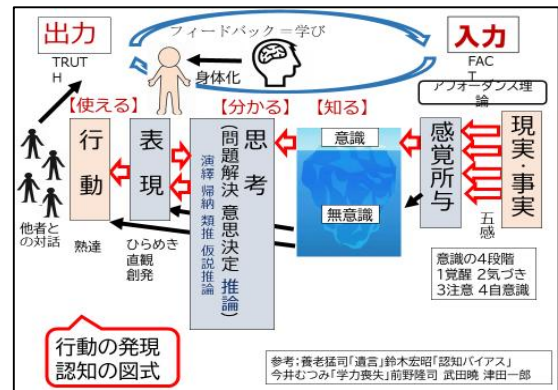 出力
TRUT
H
フィードバック＝学び
身体化
入力
FAC
T
アフォーダンス理
論
【使える】
【分かる】
【知る】
行動
表現
思考
(問題解決 意思決定 推論)
演繹 帰納 類推 仮説推論
意識
無意識
感覚所与
現実・事実
五感
他者と
の対話
熟達
ひらめき
直観
創発
意識の4段階
1覚醒 2気づき
3注意 4自意識
行動の発現
認知の図式
参考：養老猛司「遺言」鈴木宏昭「認知バイアス」
今井むつみ「学力喪失」前野隆司 武田暁 津田一郎